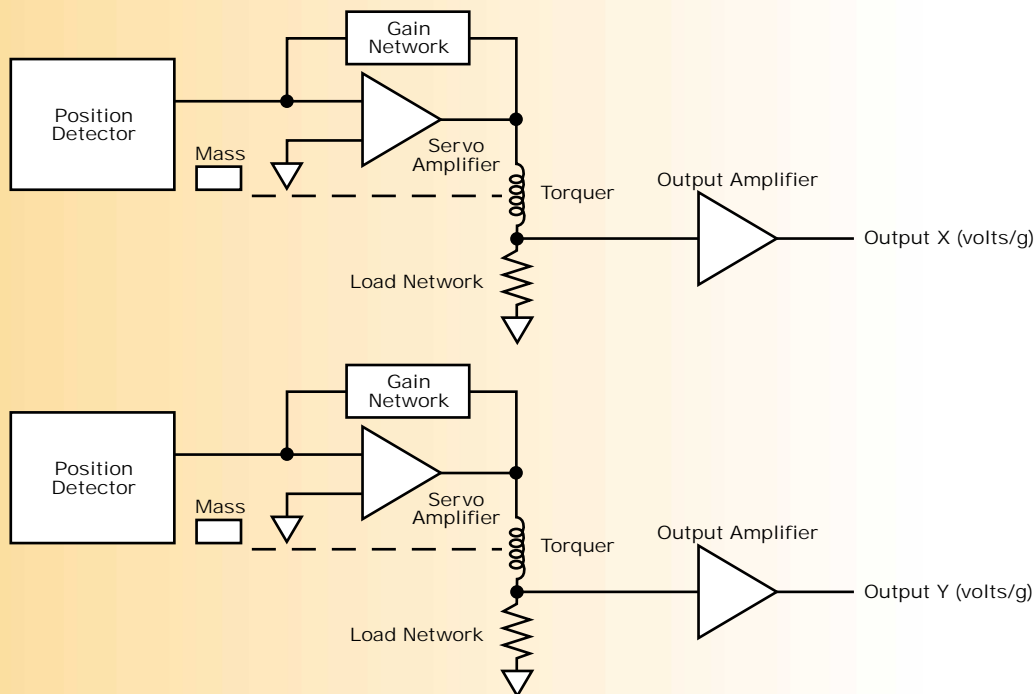 Gain
Network
Position
Detector
Mass
Servo
Amplifier
Torquer
Output Amplifier
Output X (volts/g)
Load Network
Gain
Network
Position
Detector
Mass
Servo
Amplifier
Torquer
Output Amplifier
Output Y (volts/g)
Load Network